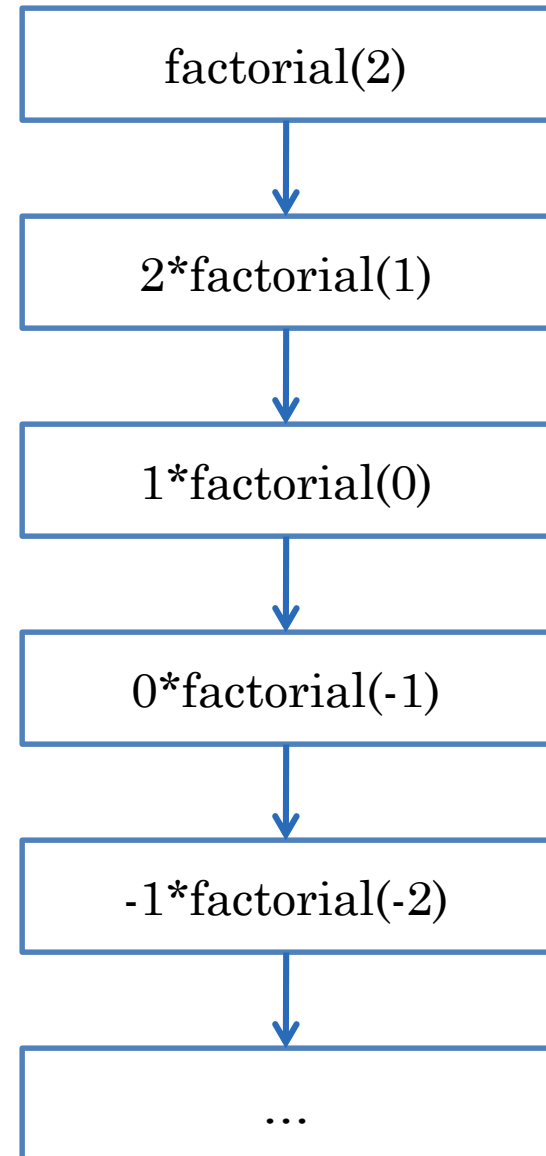 factorial(2)
2*factorial(1)
1*factorial(0)
0*factorial(-1)
-1*factorial(-2)
...